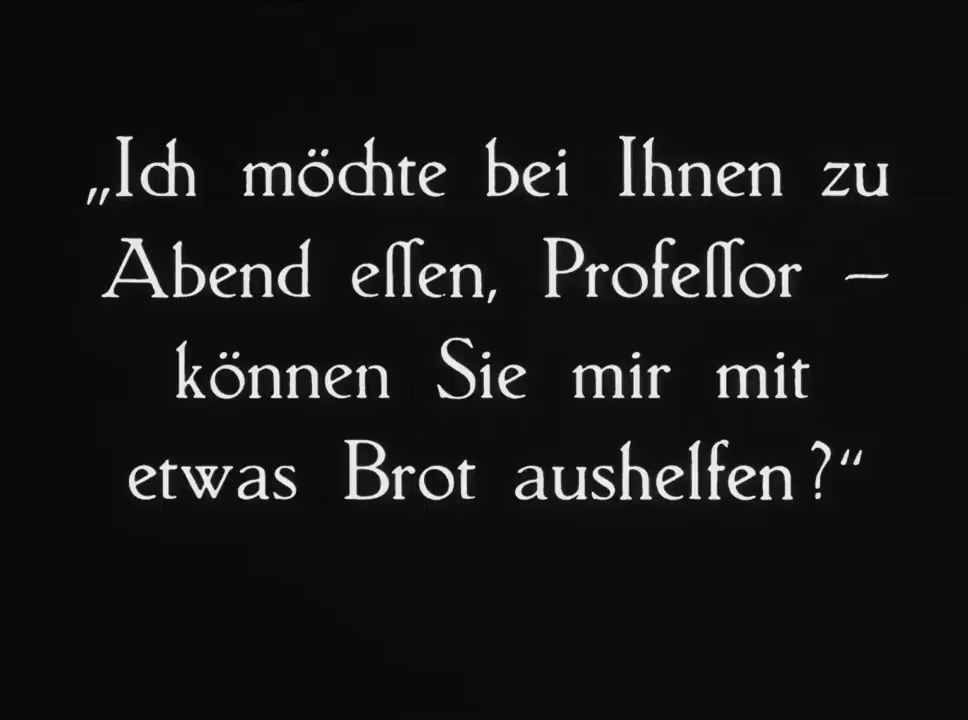 „Ich möchte bei Ihnen zu
Abend eſſen, Profeſſor —
können Sie mir mit
etwas Brot aushelfen?“